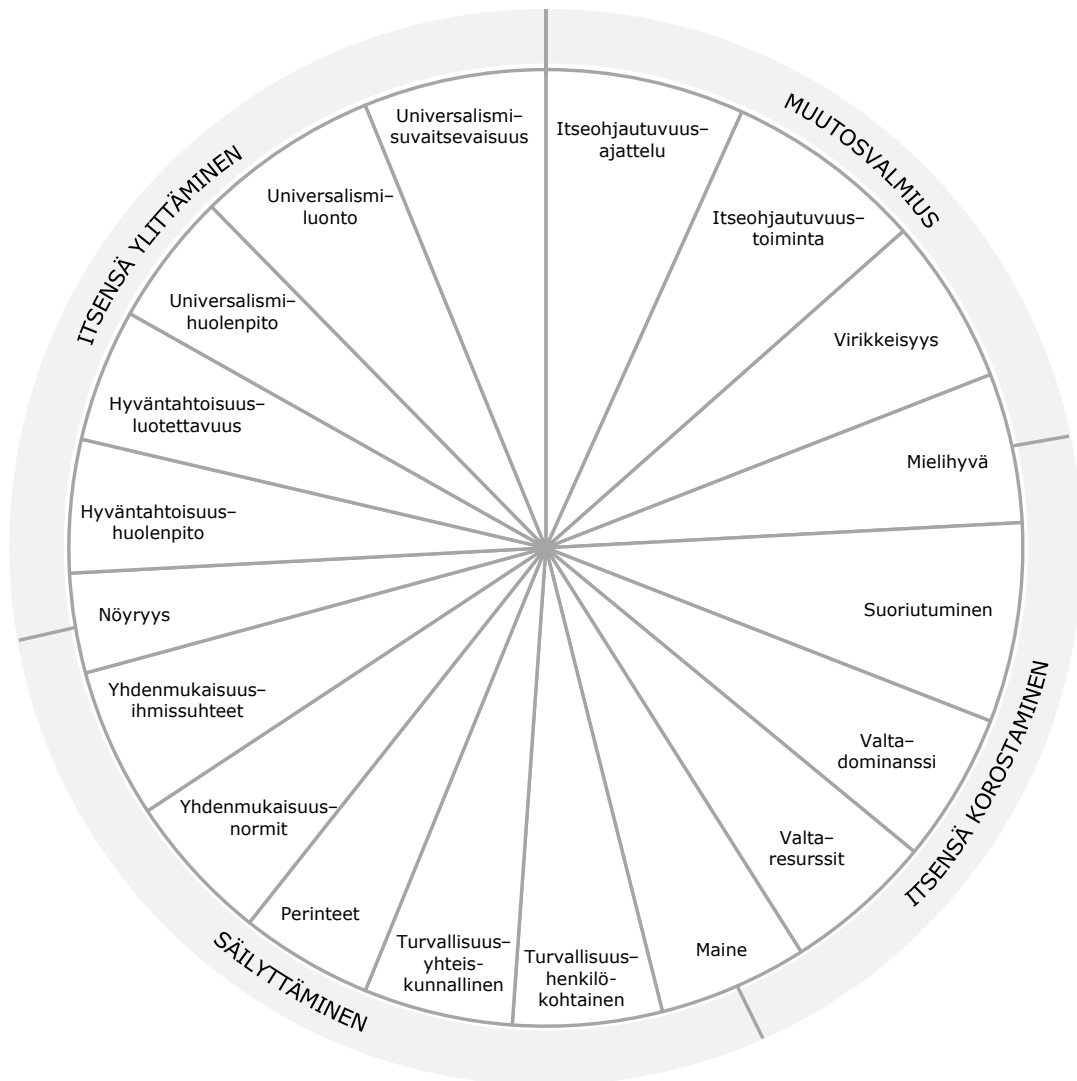 MUUTOSVALMIUS
Itseohjautuvuus–
ajattelu
Itseohjautuvuus–
toiminta
Virikkeisyys
Mielihyvä
ITSENSÄ KOROSTAMINEN
Suoriutuminen
Valta–
dominanssi
Valta–
resurssit
Maine
SÄILYTTÄMINEN
Turvallisuus–
henkilö-
kohtainen
Turvallisuus–
yhteis-
kunnallinen
Perinteet
Yhdenmukaisuus–
normit
Yhdenmukaisuus–
ihmissuhteet
Nöyryys
ITSENSÄ YLITTÄMINEN
Hyväntahtoisuus–
huolenpito
Hyväntahtoisuus–
luotettavuus
Universalismi–
huolenpito
Universalismi–
luonto
Universalismi–
suvaitsevaisuus